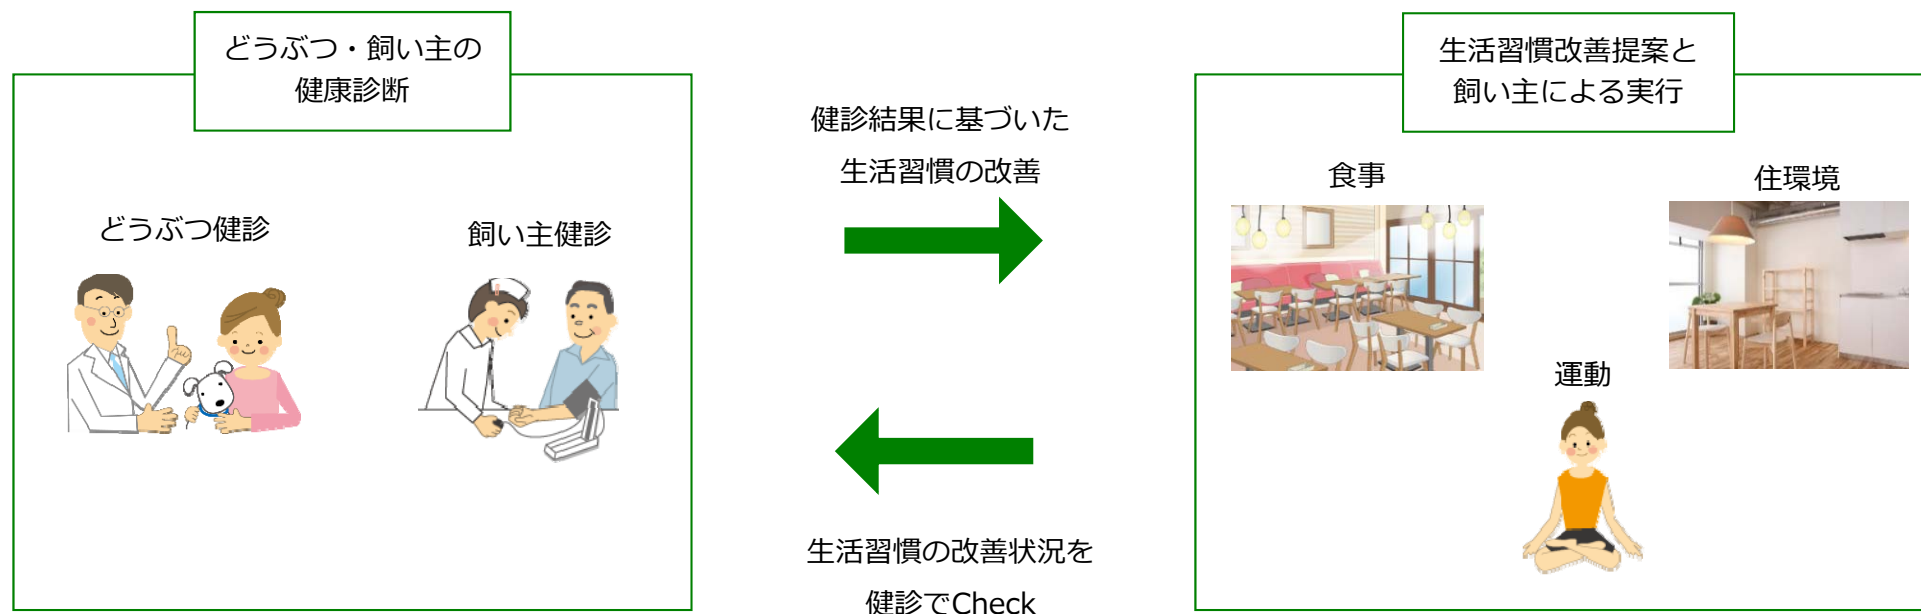 どうぶつ・飼い主の
健康診断
どうぶつ健診
飼い主健診
健診結果に基づいた
生活習慣の改善
生活習慣の改善状況を
健診でCheck
生活習慣改善提案と
飼い主による実行
食事
住環境
運動